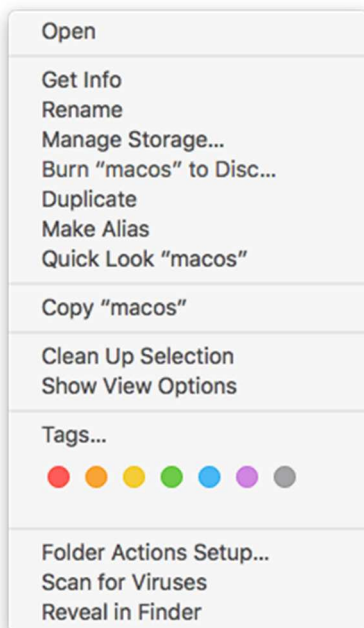 Open
Get Info
Rename
Manage Storage...
Burn “macos” to Disc...
Duplicate
Make Alias
Quick Look “macos”
Copy “macos”
Clean Up Selection
Show View Options
Tags...
Folder Actions Setup...
Scan for Viruses
Reveal in Finder